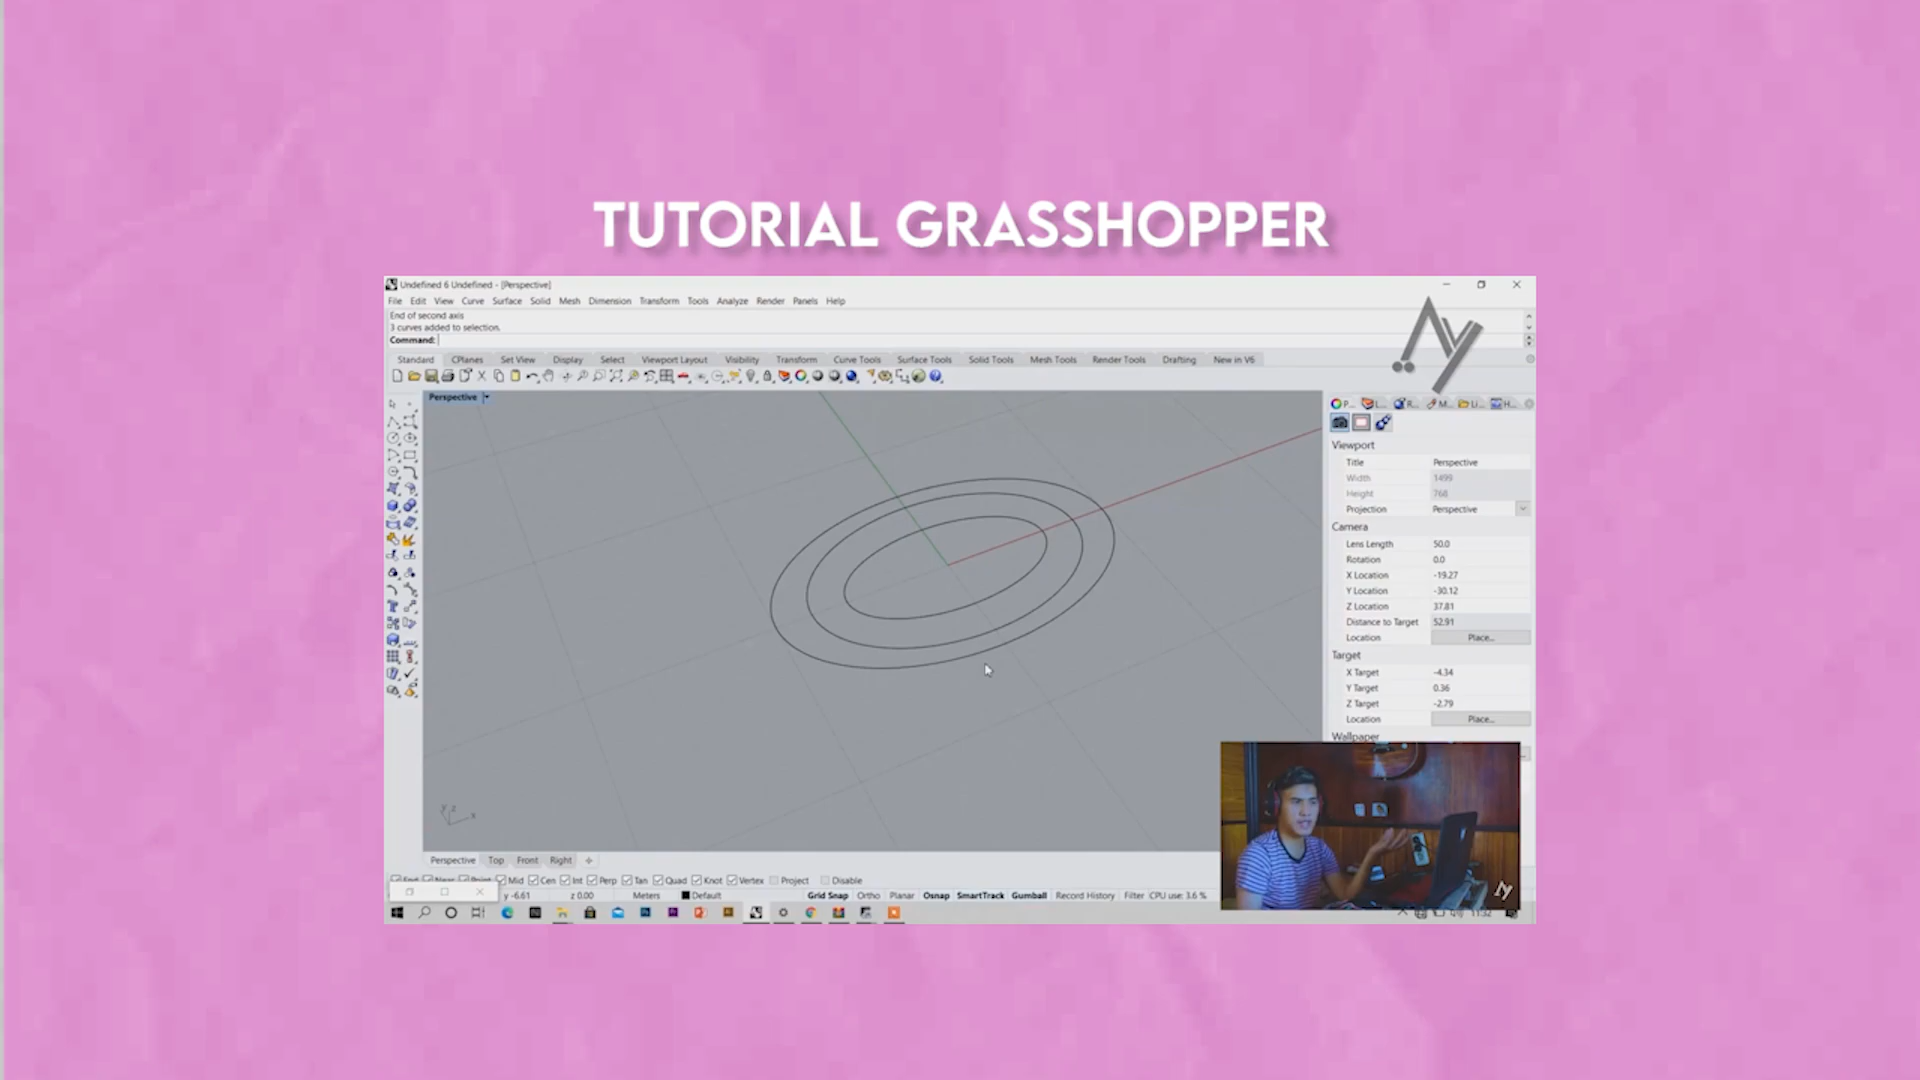 TUTORIAL GRASSHOPPER
Undefined 6 Undefined - [Perspective]
File Edit View Curve Surface Solid Mesh Dimension Transform Tools Analyze Render Panels Help
End of second axis
3 curves added to selection.
Command:
Standard CPlanes Set View Display Select Viewport Layout Visibility Transform Curve Tools Surface Tools Solid Tools Mesh Tools Render Tools Drafting New in V6
Perspective
P... L... R... M... Li... H...
Viewport
Title Perspective
Width 1499
Height 768
Projection Perspective
Camera
Lens Length 50.0
Rotation 0.0
X Location -19.27
Y Location -30.12
Z Location 37.81
Distance to Target 52.91
Location Place...
Target
X Target -4.34
Y Target 0.36
Z Target -2.79
Location Place...
Wallpaper
y z x
Perspective Top Front Right
Mid Cen Int Perp Tan Quad Knot Vertex Project Disable
y -6.61 z 0.00 Meters Default Grid Snap Ortho Planar Osnap SmartTrack Gumball Record History Filter CPU use: 3.6 %
11:32